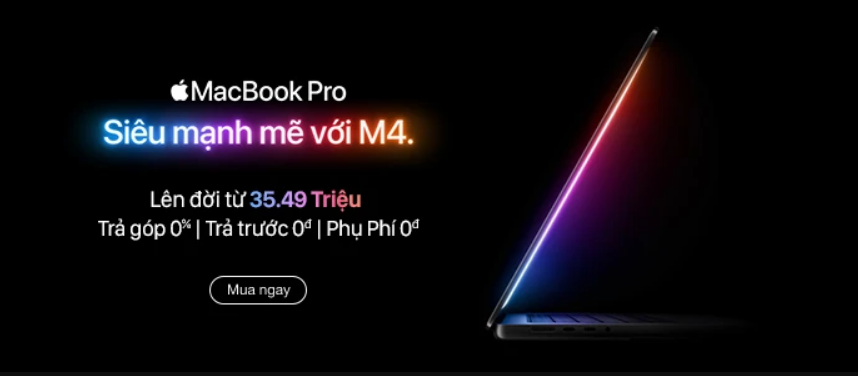 MacBook Pro
Siêu mạnh mẽ với M4.
Lên đời từ 35.49 Triệu
Trả góp 0% | Trả trước 0đ | Phụ Phí 0đ
Mua ngay